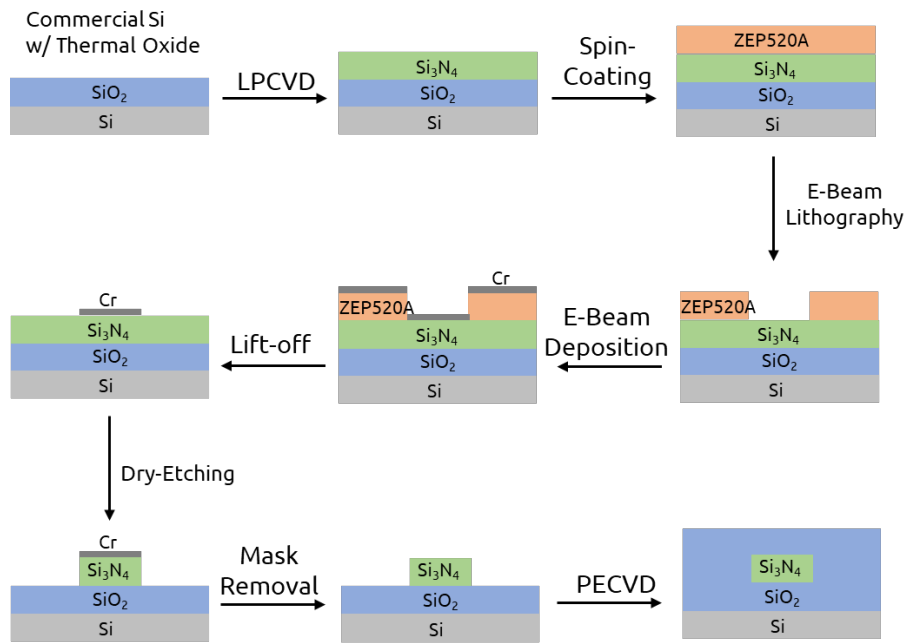 Commercial Si
w/ Thermal Oxide
SiO₂
Si
LPCVD
Si₃N₄
SiO₂
Si
Spin-
Coating
ZEP520A
Si₃N₄
SiO₂
Si
E-Beam
Lithography
ZEP520A
Si₃N₄
SiO₂
Si
E-Beam
Deposition
Cr
ZEP520A
Si₃N₄
SiO₂
Si
Lift-off
Cr
Si₃N₄
SiO₂
Si
Dry-Etching
Cr
Si₃N₄
SiO₂
Si
Mask
Removal
Si₃N₄
SiO₂
Si
PECVD
Si₃N₄
SiO₂
Si